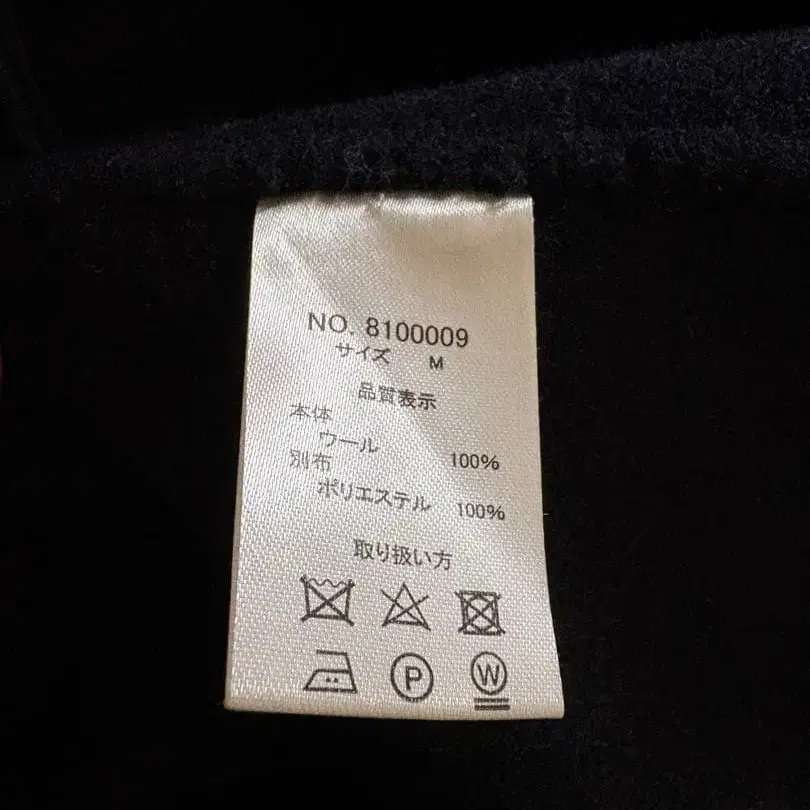 NO. 8100009
サイズ M
品質表示
本体
ウール 100%
別布
ポリエステル 100%
取り扱い方
P W